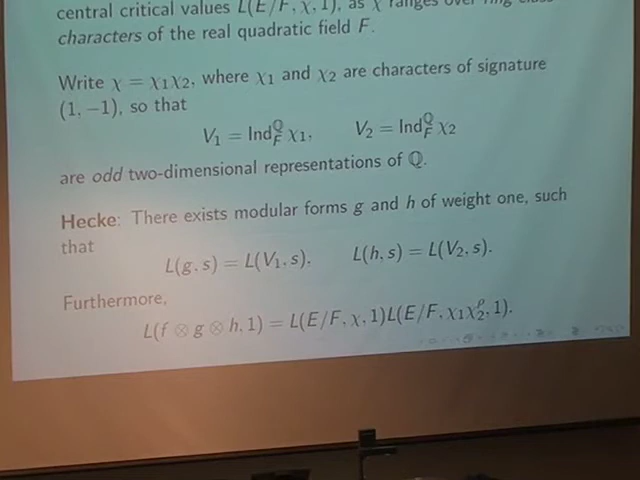 central critical values L(E/F, χ, 1), as χ ranges over ring class
characters of the real quadratic field F.
Write χ = χ₁χ₂, where χ₁ and χ₂ are characters of signature
(1, −1), so that
V₁ = Ind_F^ℚ χ₁,   V₂ = Ind_F^ℚ χ₂
are odd two-dimensional representations of ℚ.
Hecke: There exists modular forms g and h of weight one, such
that
L(g, s) = L(V₁, s),   L(h, s) = L(V₂, s).
Furthermore,
L(f ⊗ g ⊗ h, 1) = L(E/F, χ, 1)L(E/F, χ₁χ₂^ρ, 1).